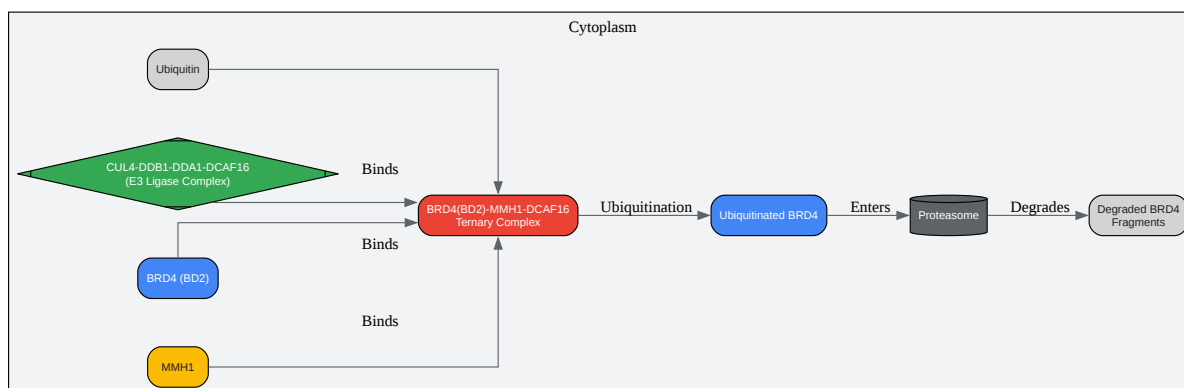 Cytoplasm
Ubiquitin
CUL4-DDB1-DDA1-DCAF16
(E3 Ligase Complex)
Binds
BRD4(BD2)-MMH1-DCAF16
Ternary Complex
Ubiquitination
Ubiquitinated BRD4
Enters
Proteasome
Degrades
Degraded BRD4
Fragments
Binds
BRD4 (BD2)
Binds
MMH1